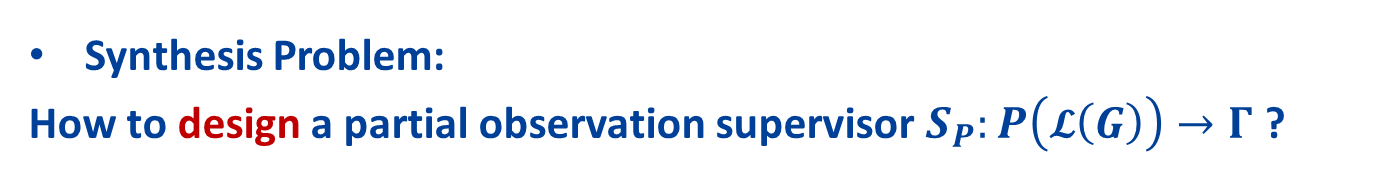 • Synthesis Problem:
How to design a partial observation supervisor S_P: P(ℒ(G)) → Γ ?